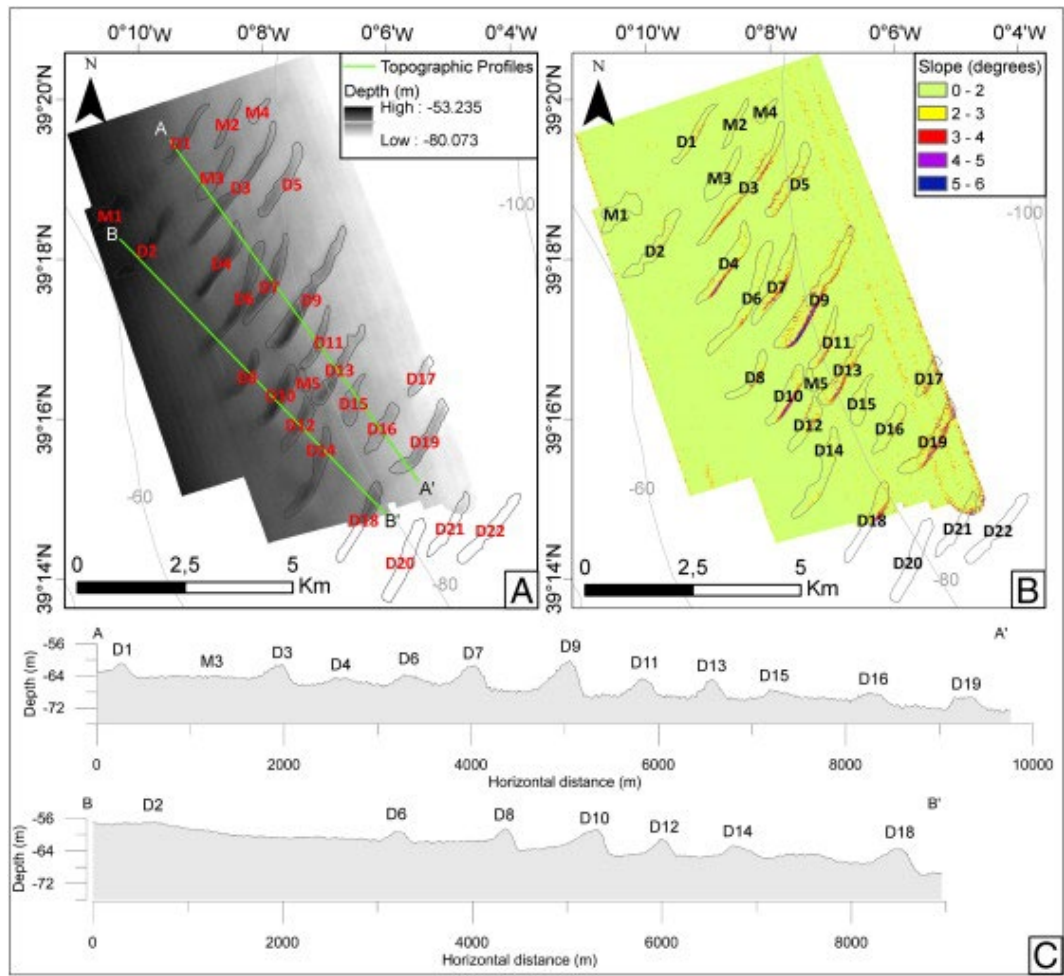 0°10'W 0°8'W 0°6'W 0°4'W
0°10'W 0°8'W 0°6'W 0°4'W
39°20'N
39°18'N
39°16'N
39°14'N
N
Topographic Profiles
Depth (m)
High : -53.235
Low : -80.073
A
D1
M2
M4
M3
D3
D5
M1
B
D2
D4
D6
D7
D9
D11
D13
D17
D10
M5
D15
D12
D16
D14
D19
A'
D18
B'
D21
D22
D20
-100
-60
-80
0 2,5 5
Km
A
39°20'N
39°18'N
39°16'N
39°14'N
N
Slope (degrees)
0 - 2
2 - 3
3 - 4
4 - 5
5 - 6
M4
M2
D1
M3
D3
D5
M1
D2
D4
D6
D7
D9
D11
D8
M5
D13
D17
D10
D15
D12
D16
D14
D19
D18
D21
D22
D20
-100
-60
-80
0 2,5 5
Km
B
A A'
D1 M3 D3 D4 D6 D7 D9 D11 D13 D15 D16 D19
Depth (m)
-56
-64
-72
0 2000 4000 6000 8000 10000
Horizontal distance (m)
B B'
D2 D6 D8 D10 D12 D14 D18
Depth (m)
-56
-64
-72
0 2000 4000 6000 8000
Horizontal distance (m)
C